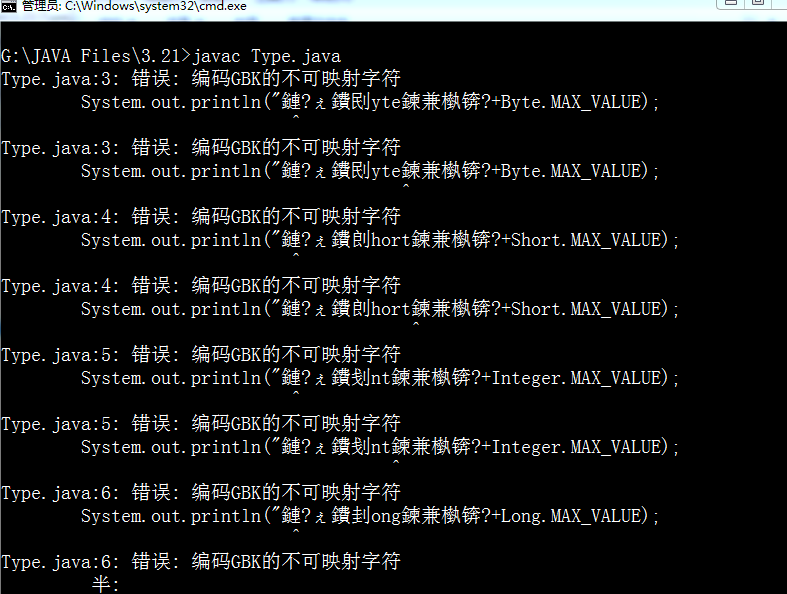 管理员: C:\Windows\system32\cmd.exe
G:\JAVA Files\3.21>javac Type.java
Type.java:3: 错误: 编码GBK的不可映射字符
System.out.println("鏈?ぇ鐨刡yte鍊兼槸锛?+Byte.MAX_VALUE);
^
Type.java:3: 错误: 编码GBK的不可映射字符
System.out.println("鏈?ぇ鐨刡yte鍊兼槸锛?+Byte.MAX_VALUE);
^
Type.java:4: 错误: 编码GBK的不可映射字符
System.out.println("鏈?ぇ鐨剆hort鍊兼槸锛?+Short.MAX_VALUE);
^
Type.java:4: 错误: 编码GBK的不可映射字符
System.out.println("鏈?ぇ鐨剆hort鍊兼槸锛?+Short.MAX_VALUE);
^
Type.java:5: 错误: 编码GBK的不可映射字符
System.out.println("鏈?ぇ鐨刬nt鍊兼槸锛?+Integer.MAX_VALUE);
^
Type.java:5: 错误: 编码GBK的不可映射字符
System.out.println("鏈?ぇ鐨刬nt鍊兼槸锛?+Integer.MAX_VALUE);
^
Type.java:6: 错误: 编码GBK的不可映射字符
System.out.println("鏈?ぇ鐨刲ong鍊兼槸锛?+Long.MAX_VALUE);
^
Type.java:6: 错误: 编码GBK的不可映射字符
半: